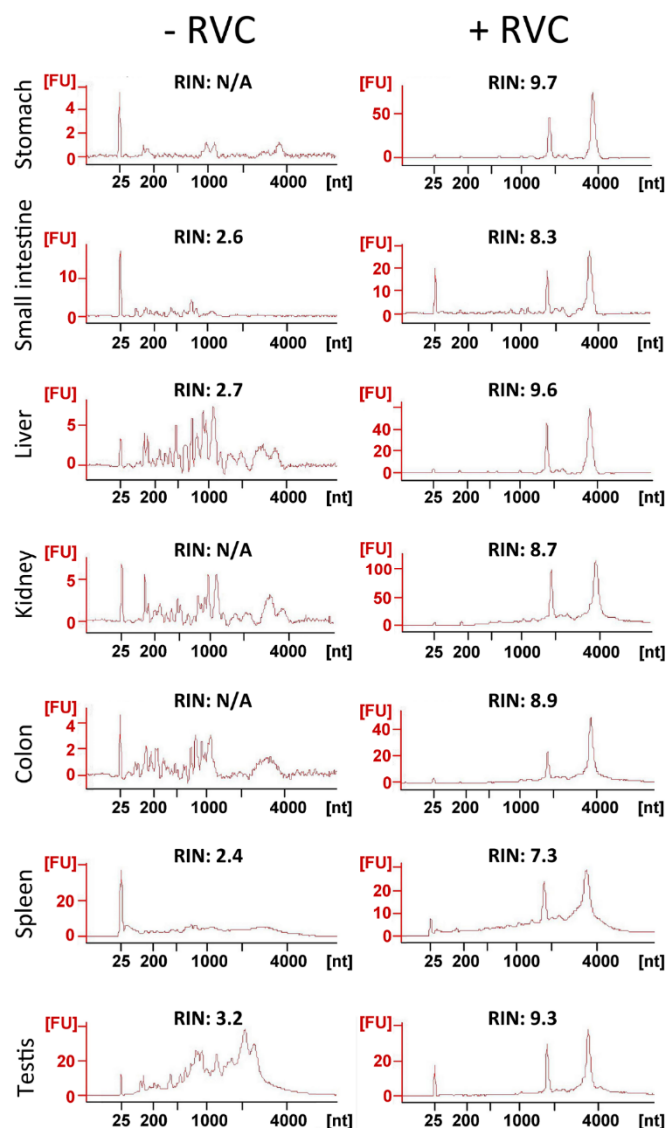 - RVC + RVC
Stomach
[FU] RIN: N/A [FU] RIN: 9.7
4
2
0
50
0
25 200 1000 4000 [nt] 25 200 1000 4000 [nt]
Small intestine
[FU] RIN: 2.6 [FU] RIN: 8.3
10
0
20
20
10
0
25 200 1000 4000 [nt] 25 200 1000 4000 [nt]
Liver
[FU] RIN: 2.7 [FU] RIN: 9.6
5
0
40
20
0
25 200 1000 4000 [nt] 25 200 1000 4000 [nt]
Kidney
[FU] RIN: N/A [FU] RIN: 8.7
5
0
100
50
0
25 200 1000 4000 [nt] 25 200 1000 4000 [nt]
Colon
[FU] RIN: N/A [FU] RIN: 8.9
4
2
0
40
20
0
25 200 1000 4000 [nt] 25 200 1000 4000 [nt]
Spleen
[FU] RIN: 2.4 [FU] RIN: 7.3
20
0
20
10
0
25 200 1000 4000 [nt] 25 200 1000 4000 [nt]
Testis
[FU] RIN: 3.2 [FU] RIN: 9.3
20
0
20
0
25 200 1000 4000 [nt] 25 200 1000 4000 [nt]